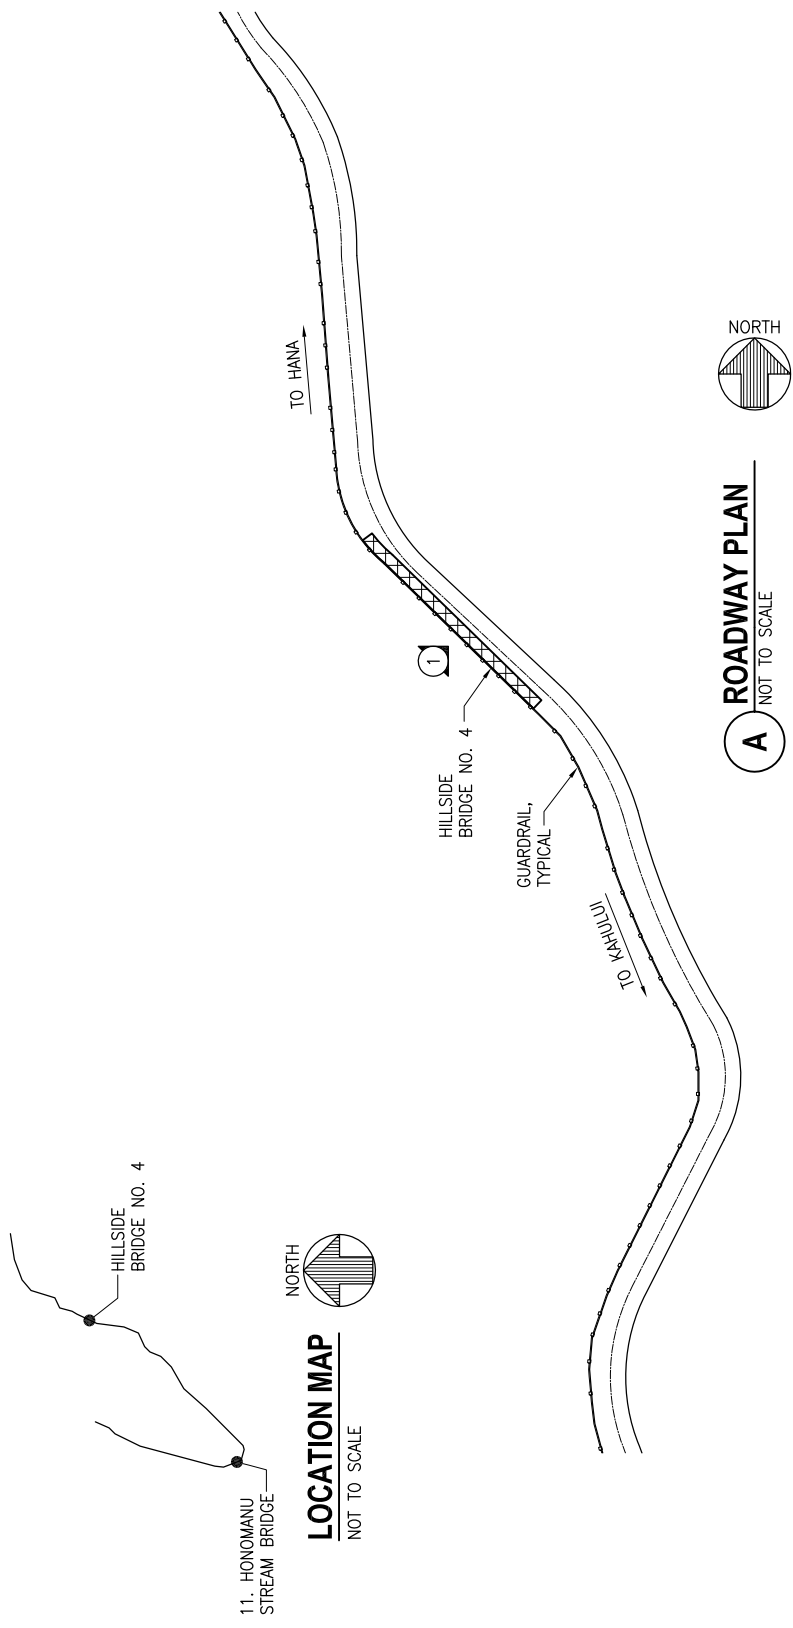 HILLSIDE
BRIDGE NO. 4
11. HONOMANU
STREAM BRIDGE
NORTH
LOCATION MAP
NOT TO SCALE
TO HANA
1
HILLSIDE
BRIDGE NO. 4
GUARDRAIL,
TYPICAL
TO KAHULUI
NORTH
A
ROADWAY PLAN
NOT TO SCALE